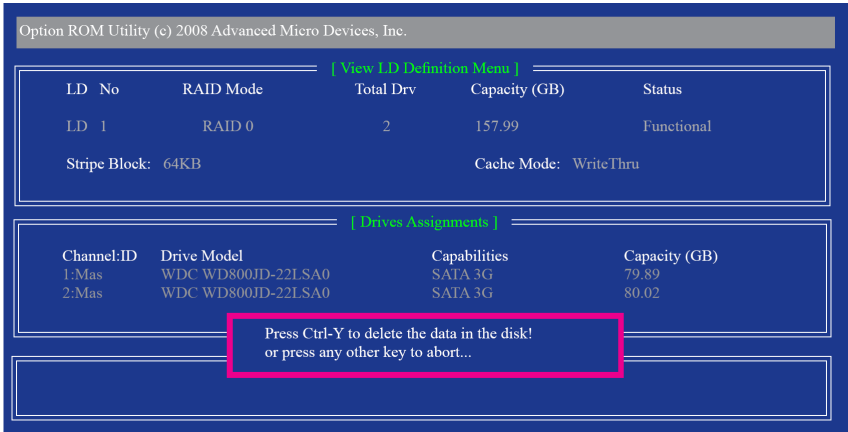 Option ROM Utility (c) 2008 Advanced Micro Devices, Inc.
[ View LD Definition Menu ]
LD No RAID Mode Total Drv Capacity (GB) Status
LD 1 RAID 0 2 157.99 Functional
Stripe Block: 64KB Cache Mode: WriteThru
[ Drives Assignments ]
Channel:ID Drive Model Capabilities Capacity (GB)
1:Mas WDC WD800JD-22LSA0 SATA 3G 79.89
2:Mas WDC WD800JD-22LSA0 SATA 3G 80.02
Press Ctrl-Y to delete the data in the disk!
or press any other key to abort...